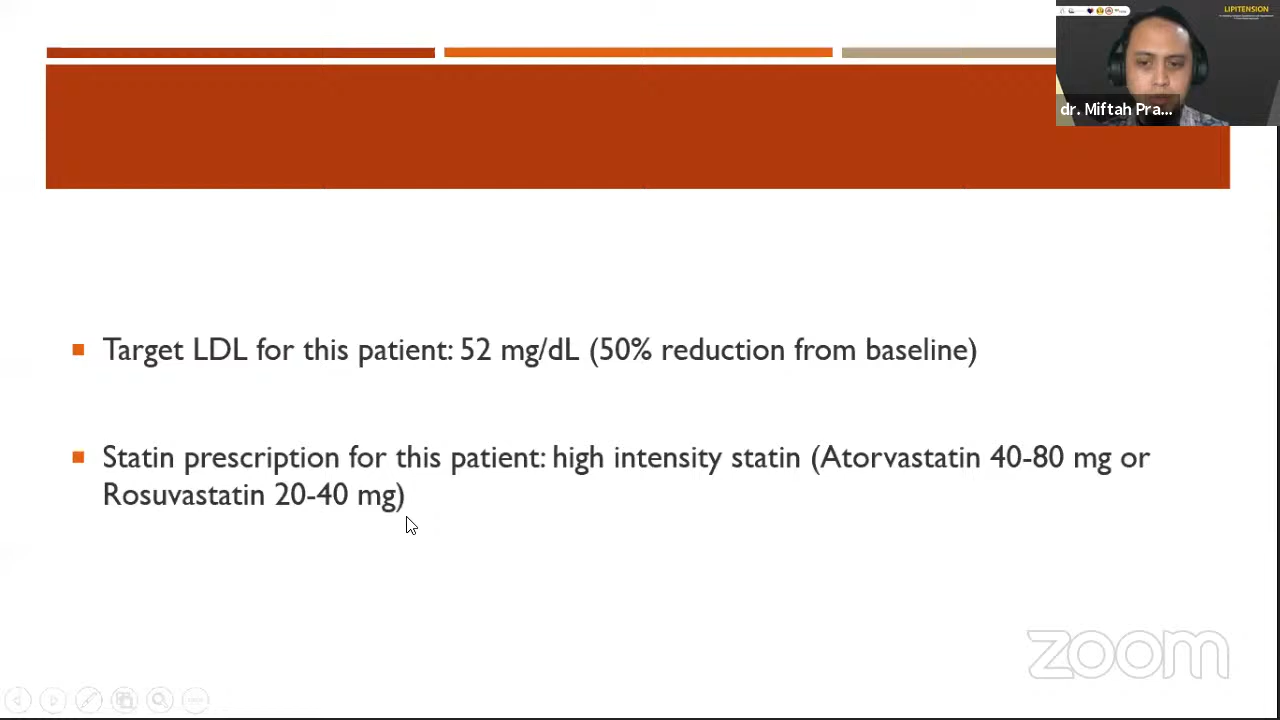 LIPITENSION
dr. Miftah Pra...
Target LDL for this patient: 52 mg/dL (50% reduction from baseline)
Statin prescription for this patient: high intensity statin (Atorvastatin 40-80 mg or
Rosuvastatin 20-40 mg)
zoom